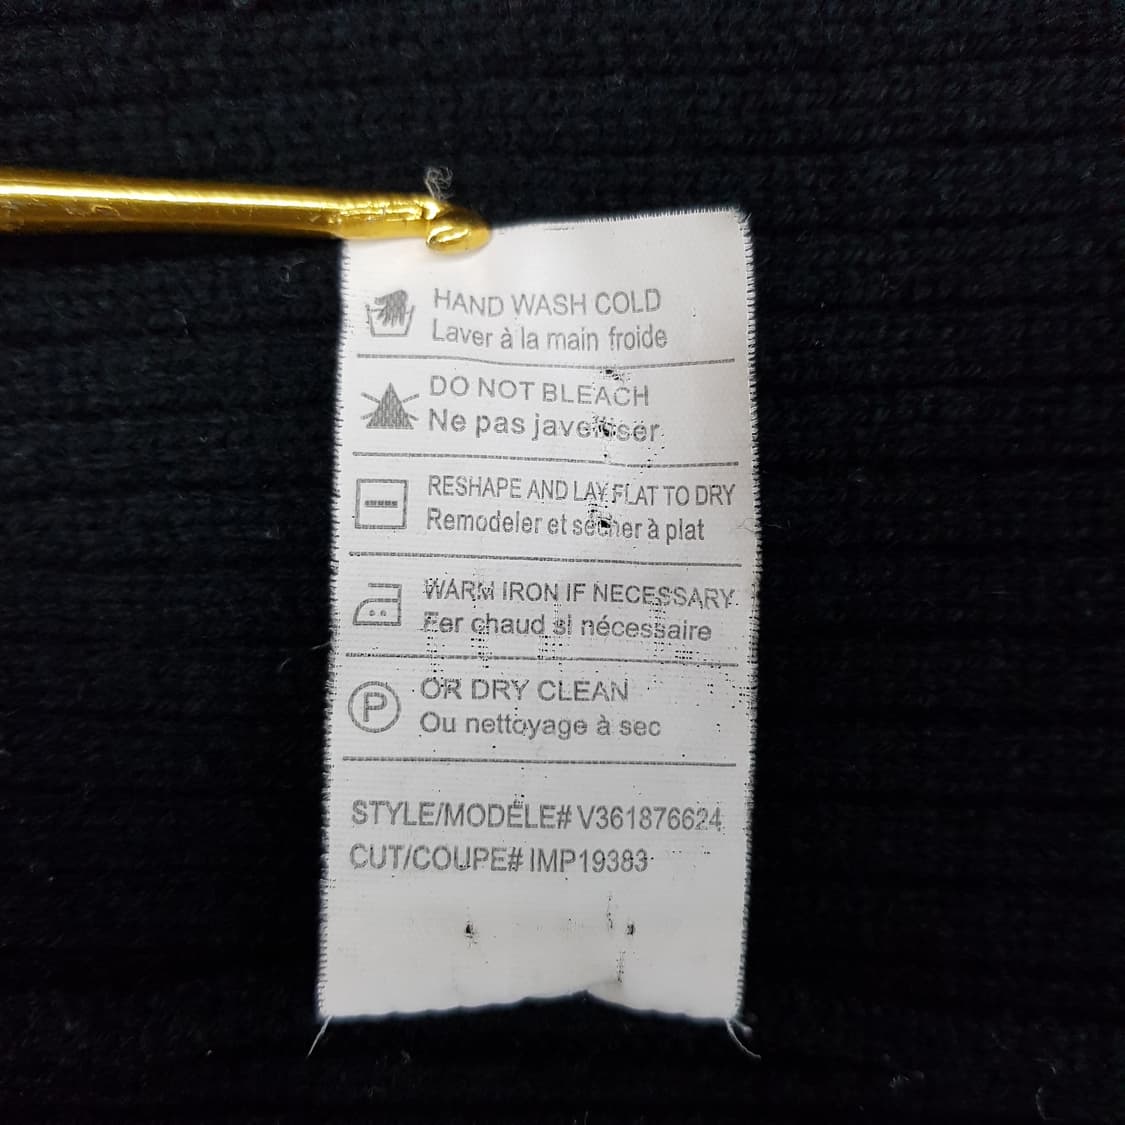 HAND WASH COLD
Laver à la main froide
DO NOT BLEACH
Ne pas javelliser
RESHAPE AND LAY FLAT TO DRY
Remodeler et sécher à plat
WARM IRON IF NECESSARY
Fer chaud si nécessaire
P
OR DRY CLEAN
Ou nettoyage à sec
STYLE/MODÈLE# V361876624
CUT/COUPE# IMP19383